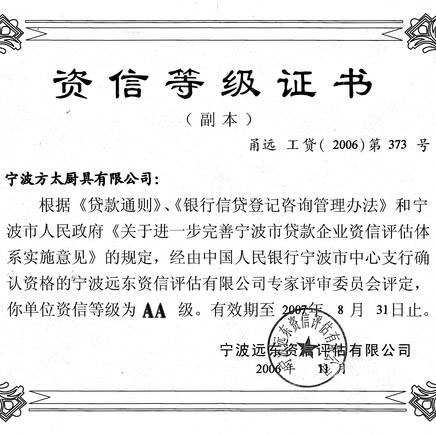 资信等级证书
(副本)
甬远 工贷(2006)第 373 号
宁波方太厨具有限公司:
根据《贷款通则》、《银行信贷登记咨询管理办法》和宁
波市人民政府《关于进一步完善宁波市贷款企业资信评估体
系实施意见》的规定,经由中国人民银行宁波市中心支行确
认资格的宁波远东资信评估有限公司专家评审委员会评定,
你单位资信等级为 AA 级。有效期至 2007年 8 月 31日止。
宁波远东资信评估有限公司
2006 年 11 月